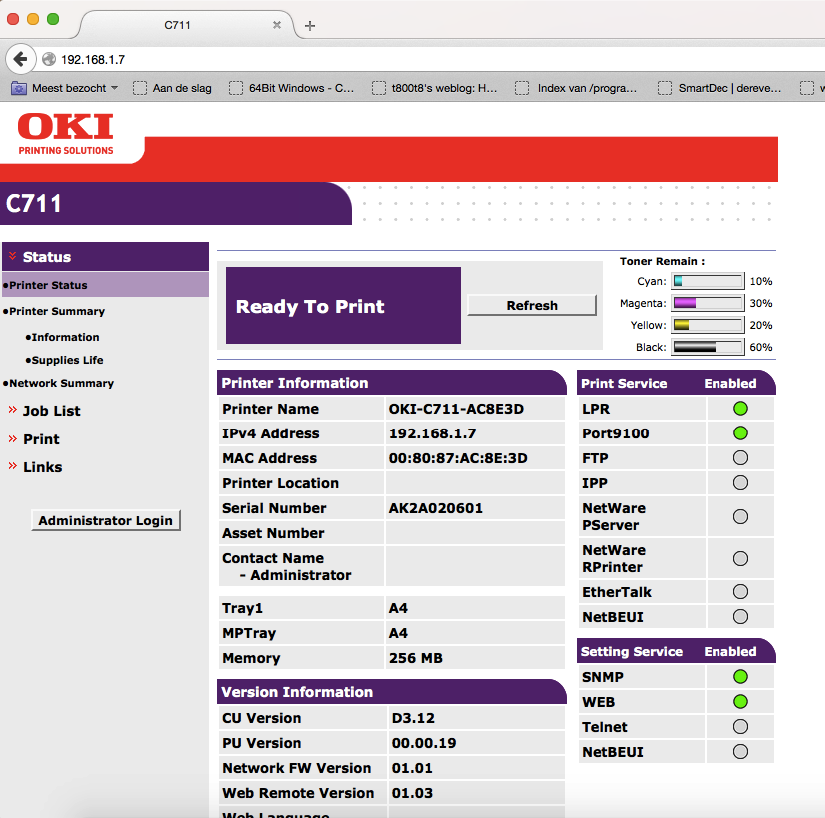 C711
192.168.1.7
Meest bezocht
Aan de slag
64Bit Windows - C...
t800t8's weblog: H...
Index van /progra...
SmartDec | dereve...
OKI
PRINTING SOLUTIONS
C711
Status
Printer Status
Printer Summary
Information
Supplies Life
Network Summary
Job List
Print
Links
Administrator Login
Ready To Print
Refresh
Toner Remain :
Cyan: 10%
Magenta: 30%
Yellow: 20%
Black: 60%
Printer Information
Printer Name OKI-C711-AC8E3D
IPv4 Address 192.168.1.7
MAC Address 00:80:87:AC:8E:3D
Printer Location
Serial Number AK2A020601
Asset Number
Contact Name
- Administrator
Tray1 A4
MPTray A4
Memory 256 MB
Version Information
CU Version D3.12
PU Version 00.00.19
Network FW Version 01.01
Web Remote Version 01.03
Web Language
Print Service Enabled
LPR
Port9100
FTP
IPP
NetWare
PServer
NetWare
RPrinter
EtherTalk
NetBEUI
Setting Service Enabled
SNMP
WEB
Telnet
NetBEUI